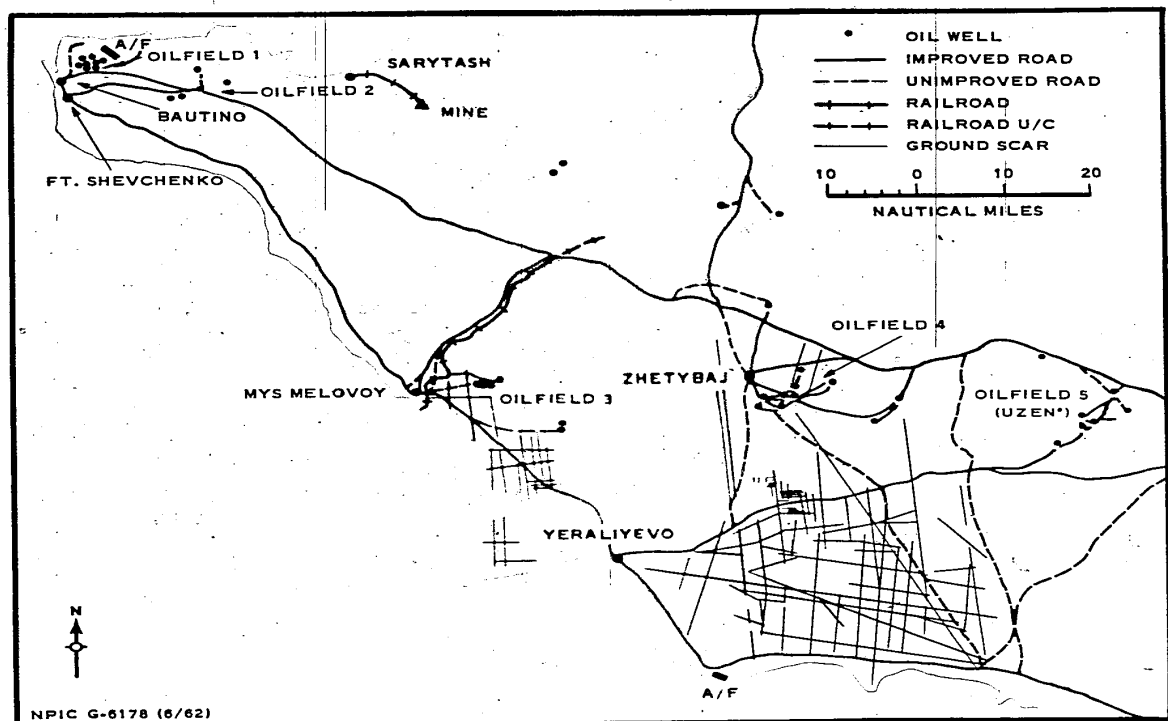 A/F
OILFIELD 1
SARYTASH
OILFIELD 2
BAUTINO
MINE
FT. SHEVCHENKO
OIL WELL
IMPROVED ROAD
UNIMPROVED ROAD
RAILROAD
RAILROAD U/C
GROUND SCAR
10 0 10 20
NAUTICAL MILES
OILFIELD 4
ZHETYBAJ
MYS MELOVOY
OILFIELD 3
OILFIELD 5
(UZEN')
YERALIYEVO
N
A/F
NPIC G-6178 (6/62)